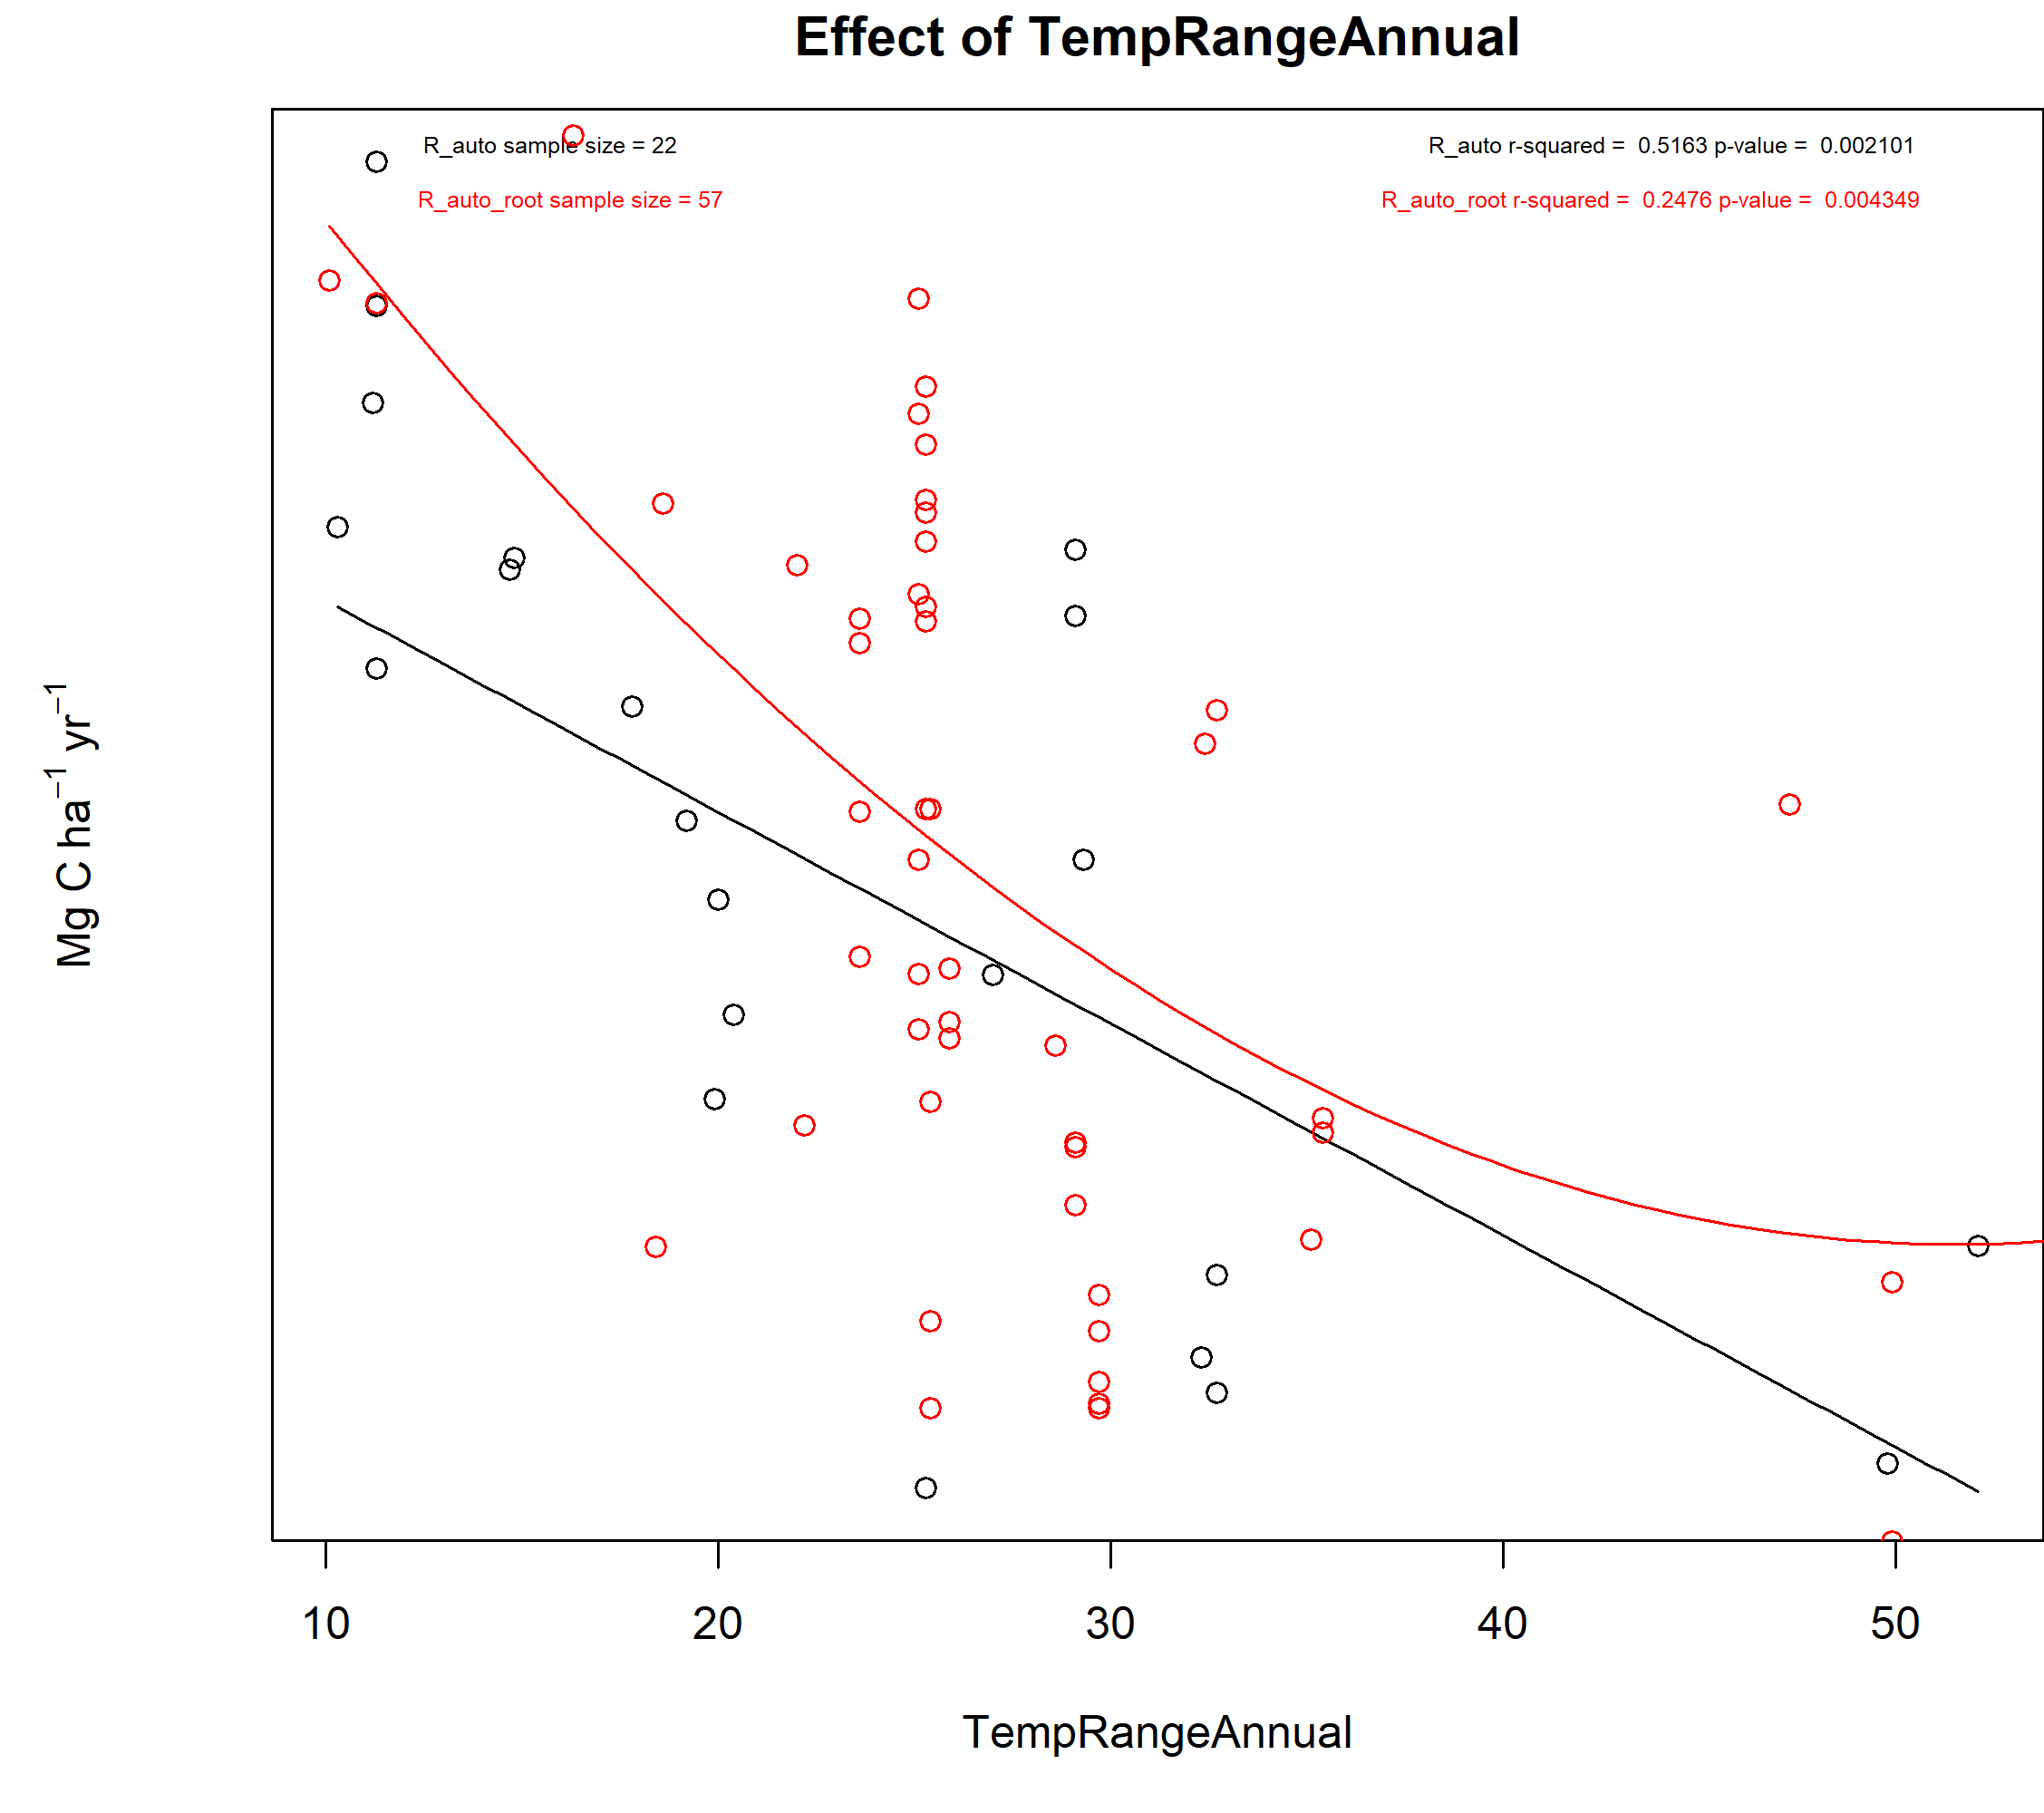 Effect of TempRangeAnnual
R_auto sample size = 22
R_auto r-squared =  0.5163 p-value =  0.002101
R_auto_root sample size = 57
R_auto_root r-squared =  0.2476 p-value =  0.004349
Mg C ha⁻¹ yr⁻¹
10 20 30 40 50
TempRangeAnnual